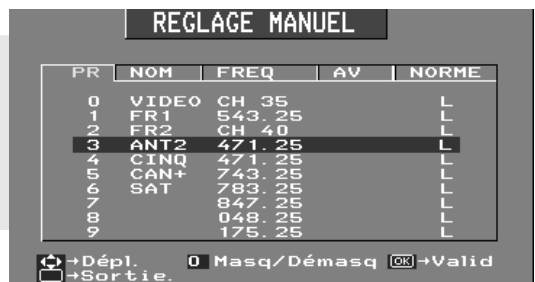 REGLAGE MANUEL
PR NOM FREQ AV NORME
0 VIDEO CH 35 L
1 FR1 543.25 L
2 FR2 CH 40 L
3 ANT2 471.25 L
4 CINQ 471.25 L
5 CAN+ 743.25 L
6 SAT 783.25 L
7 847.25 L
8 048.25 L
9 175.25 L
→Dépl. 0 Masq/Démasq OK→Valid
→Sortie.